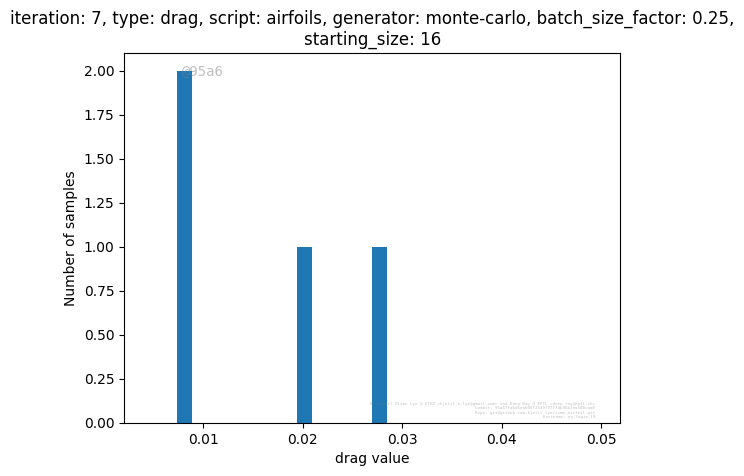 iteration: 7, type: drag, script: airfoils, generator: monte-carlo, batch_size_factor: 0.25,
starting_size: 16
@95a6
2.00
1.75
1.50
1.25
1.00
0.75
0.50
0.25
0.00
Number of samples
0.01
0.02
0.03
0.04
0.05
drag value